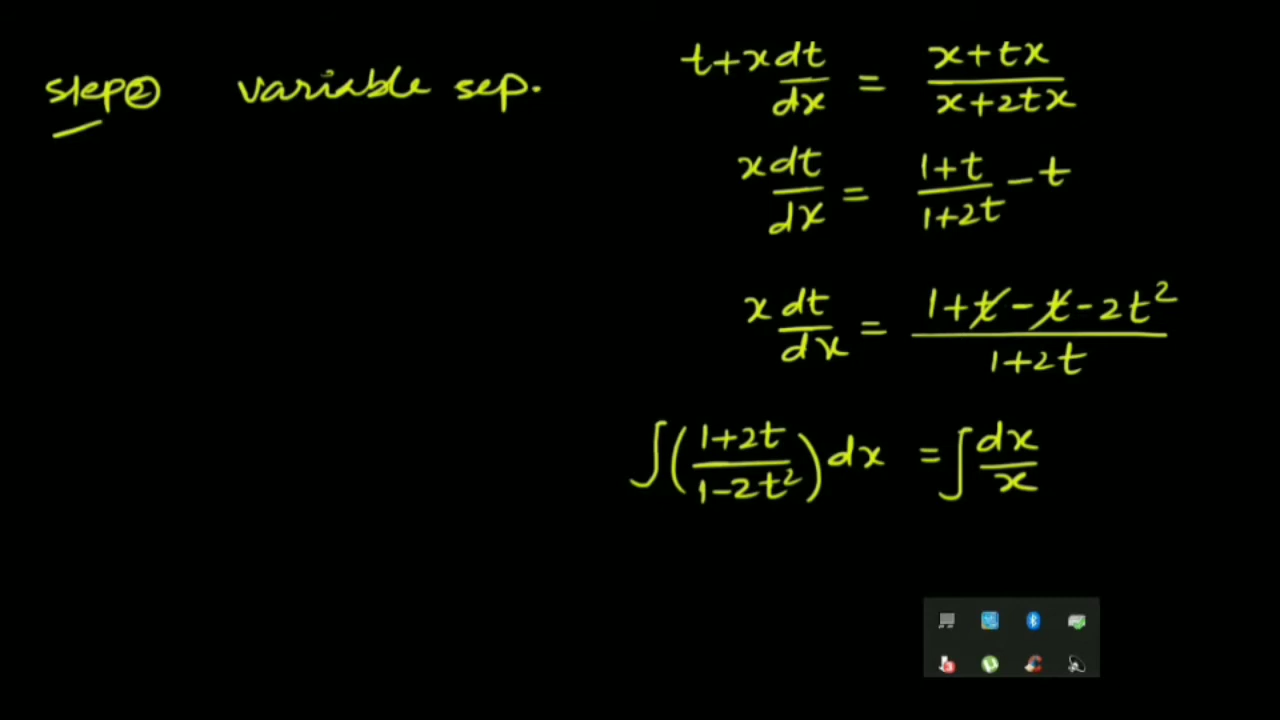 step② variable sep.
t+x dt/dx = x+tx/x+2tx
x dt/dx = 1+t/1+2t - t
x dt/dx = 1+t-t-2t²/1+2t
∫(1+2t/1-2t²)dx = ∫dx/x